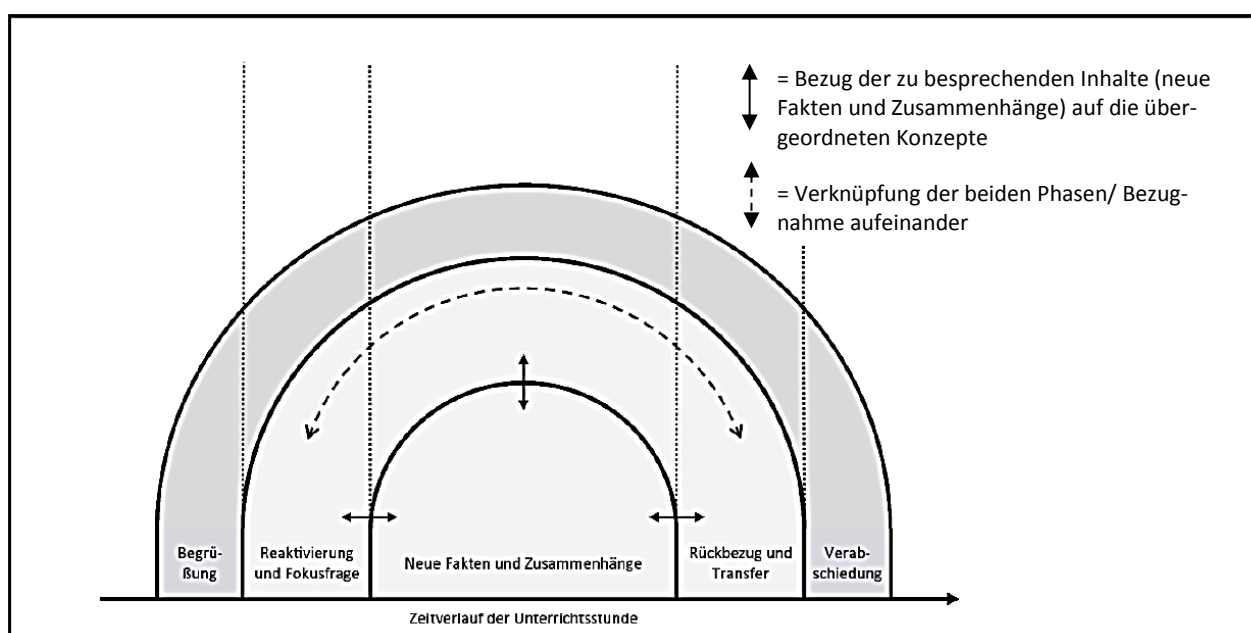 = Bezug der zu besprechenden Inhalte (neue
Fakten und Zusammenhänge) auf die über-
geordneten Konzepte
= Verknüpfung der beiden Phasen/ Bezug-
nahme aufeinander
Begrü-
ßung
Reaktivierung
und Fokusfrage
Neue Fakten und Zusammenhänge
Rückbezug und
Transfer
Verab-
schiedung
Zeitverlauf der Unterrichtsstunde